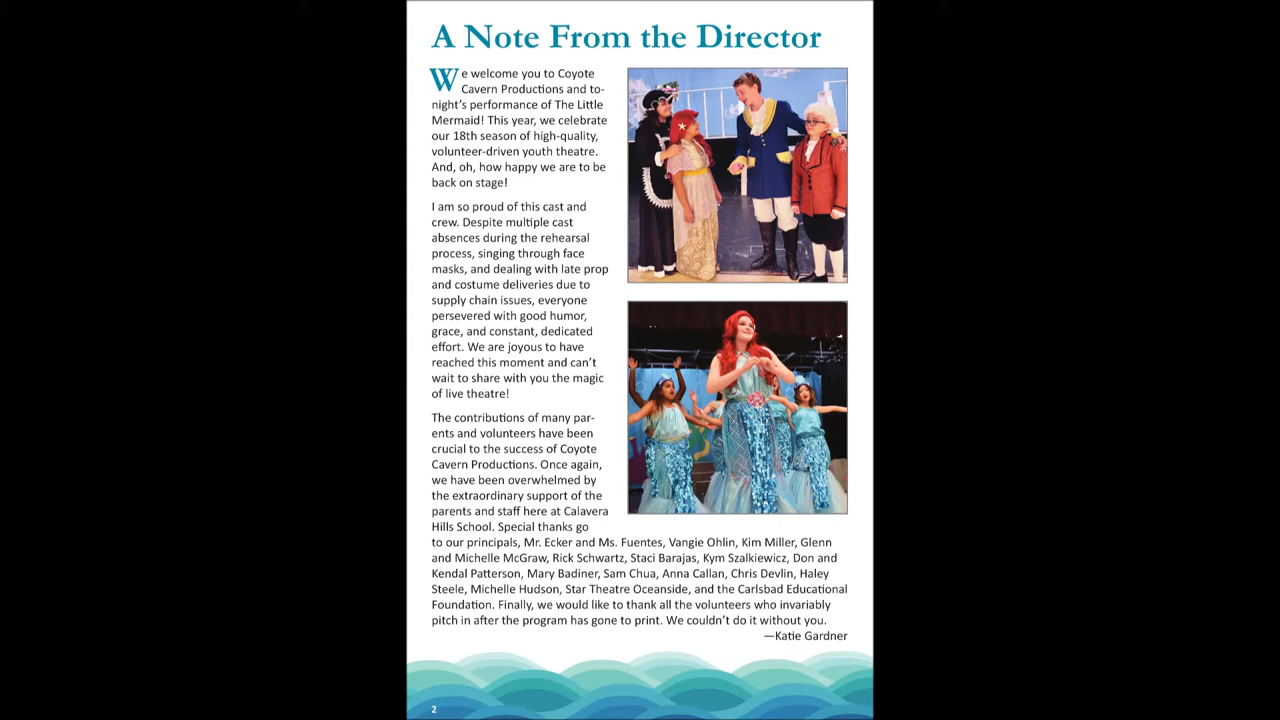 A Note From the Director
We welcome you to Coyote
Cavern Productions and to-
night's performance of The Little
Mermaid! This year, we celebrate
our 18th season of high-quality,
volunteer-driven youth theatre.
And, oh, how happy we are to be
back on stage!
I am so proud of this cast and
crew. Despite multiple cast
absences during the rehearsal
process, singing through face
masks, and dealing with late prop
and costume deliveries due to
supply chain issues, everyone
persevered with good humor,
grace, and constant, dedicated
effort. We are joyous to have
reached this moment and can't
wait to share with you the magic
of live theatre!
The contributions of many par-
ents and volunteers have been
crucial to the success of Coyote
Cavern Productions. Once again,
we have been overwhelmed by
the extraordinary support of the
parents and staff here at Calavera
Hills School. Special thanks go
to our principals, Mr. Ecker and Ms. Fuentes, Vangie Ohlin, Kim Miller, Glenn
and Michelle McGraw, Rick Schwartz, Staci Barajas, Kym Szalkiewicz, Don and
Kendal Patterson, Mary Badiner, Sam Chua, Anna Callan, Chris Devlin, Haley
Steele, Michelle Hudson, Star Theatre Oceanside, and the Carlsbad Educational
Foundation. Finally, we would like to thank all the volunteers who invariably
pitch in after the program has gone to print. We couldn't do it without you.
—Katie Gardner
2